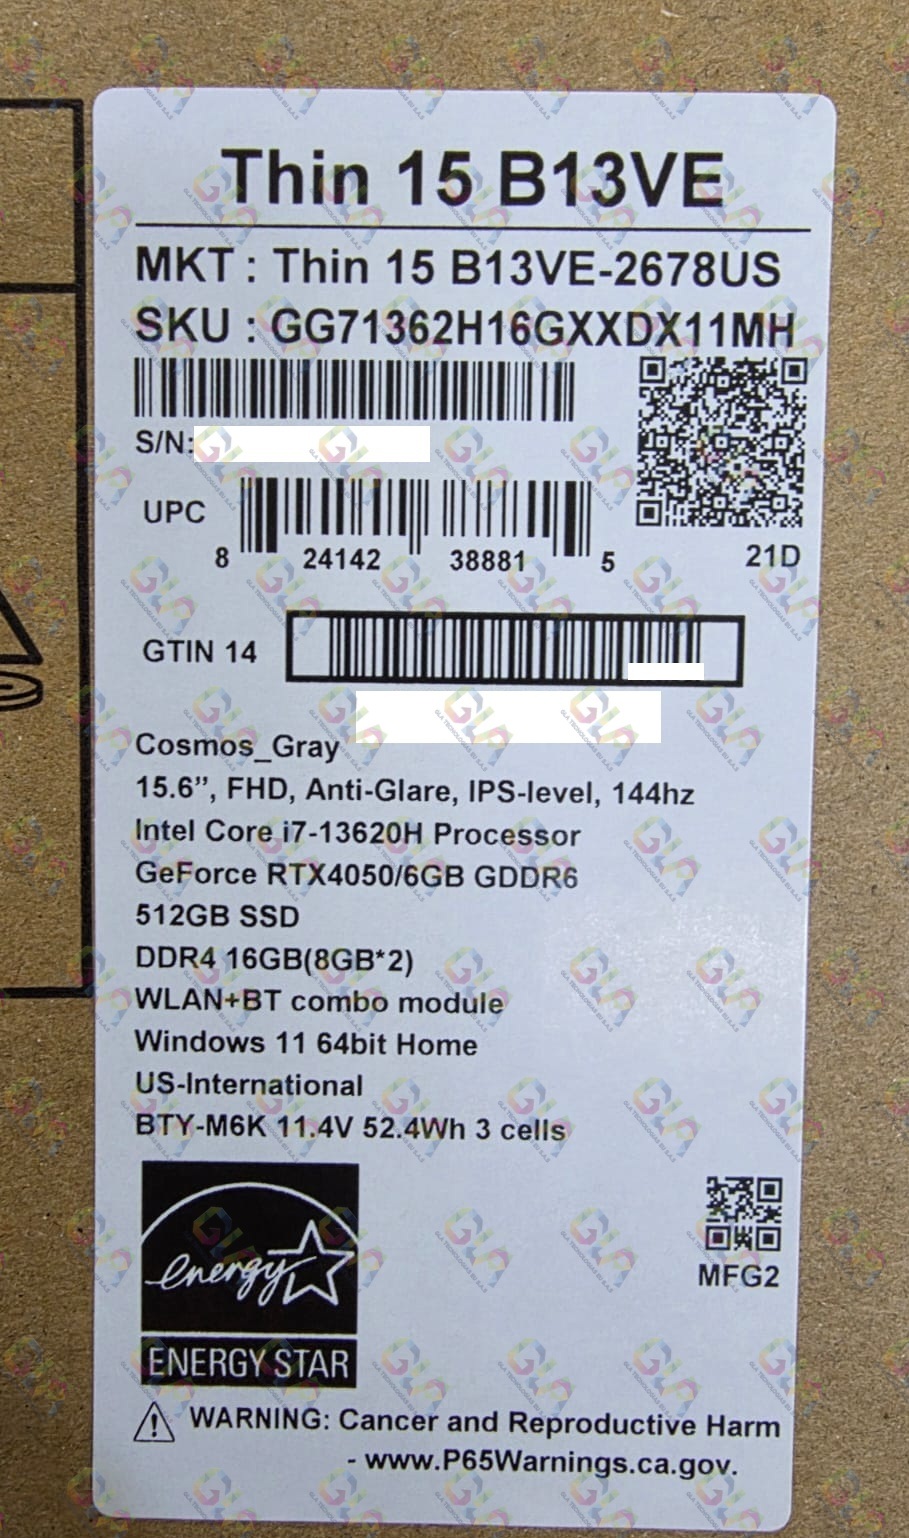 Thin 15 B13VE
MKT : Thin 15 B13VE-2678US
SKU : GG71362H16GXXDX11MH
S/N:
UPC
8 24142 38881 5
21D
GTIN 14
Cosmos_Gray
15.6”, FHD, Anti-Glare, IPS-level, 144hz
Intel Core i7-13620H Processor
GeForce RTX4050/6GB GDDR6
512GB SSD
DDR4 16GB(8GB*2)
WLAN+BT combo module
Windows 11 64bit Home
US-International
BTY-M6K 11.4V 52.4Wh 3 cells
energy
ENERGY STAR
MFG2
WARNING: Cancer and Reproductive Harm
- www.P65Warnings.ca.gov.